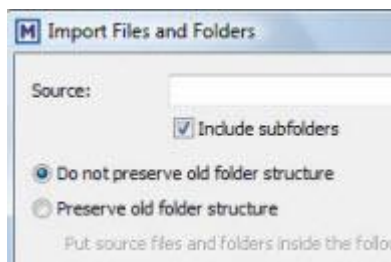 M Import Files and Folders
Source:
Include subfolders
Do not preserve old folder structure
Preserve old folder structure
Put source files and folders inside the follo